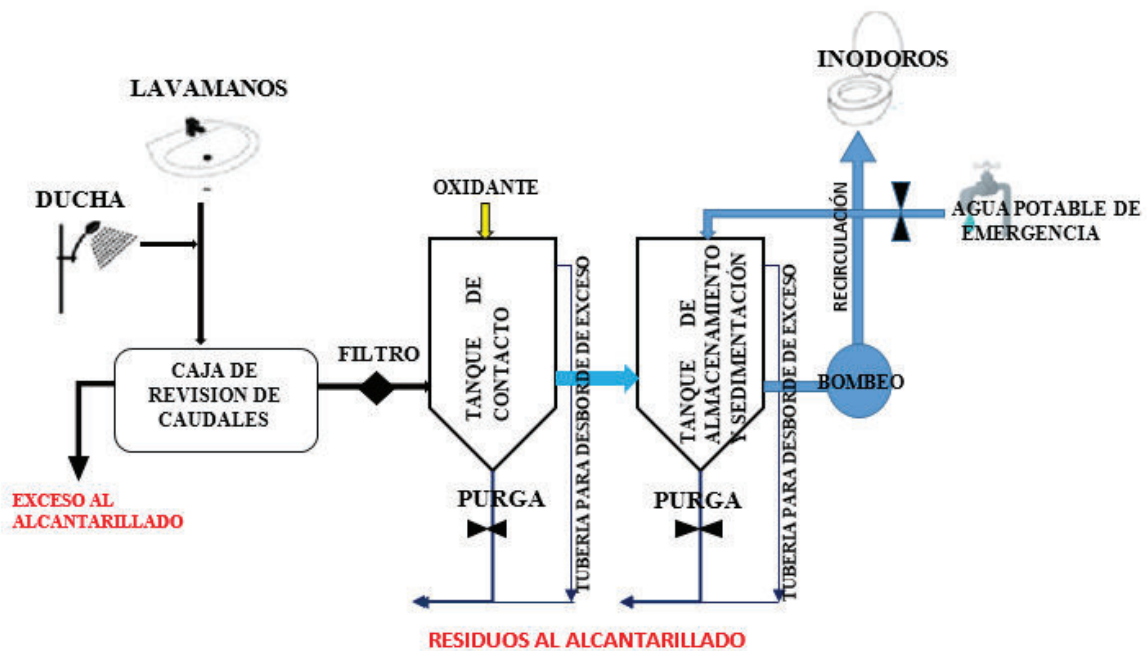 INODOROS
LAVAMANOS
DUCHA
OXIDANTE
AGUA POTABLE DE
EMERGENCIA
RECIRCULACIÓN
CAJA DE
REVISION DE
CAUDALES
FILTRO
TANQUE DE
CONTACTO
TUBERIA PARA DESBORDE DE EXCESO
TANQUE DE
ALMACENAMIENTO
Y SEDIMENTACIÓN
TUBERIA PARA DESBORDE DE EXCESO
BOMBEO
EXCESO AL
ALCANTARILLADO
PURGA
PURGA
RESIDUOS AL ALCANTARILLADO